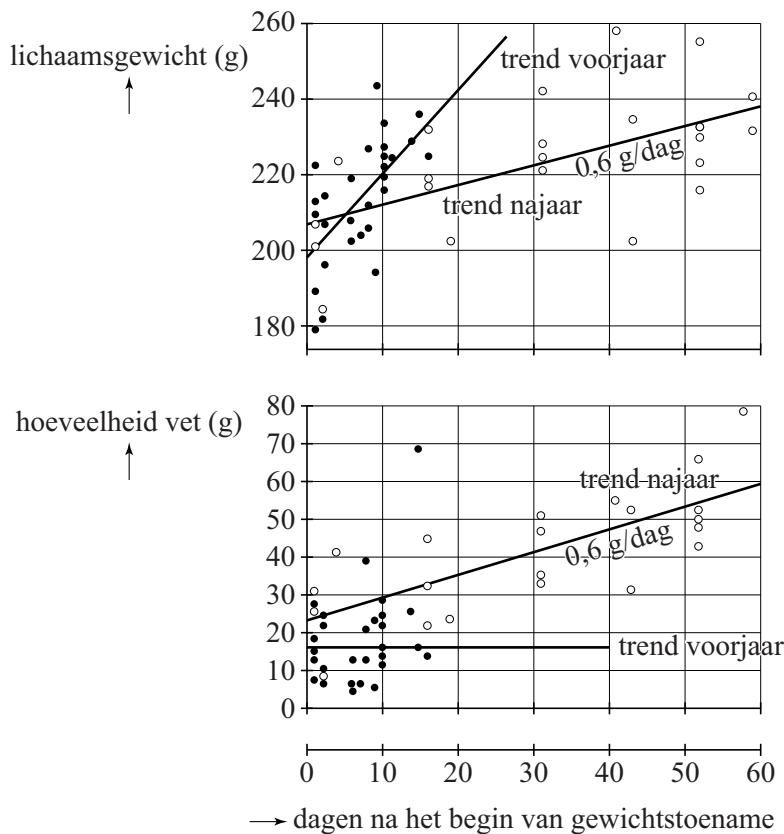 260
lichaamsgewicht (g)
trend voorjaar
240
0,6 g/dag
220
trend najaar
200
180
80
hoeveelheid vet (g)
70
trend najaar
60
50
0,6 g/dag
40
30
20
trend voorjaar
10
0
0 10 20 30 40 50 60
dagen na het begin van gewichtstoename